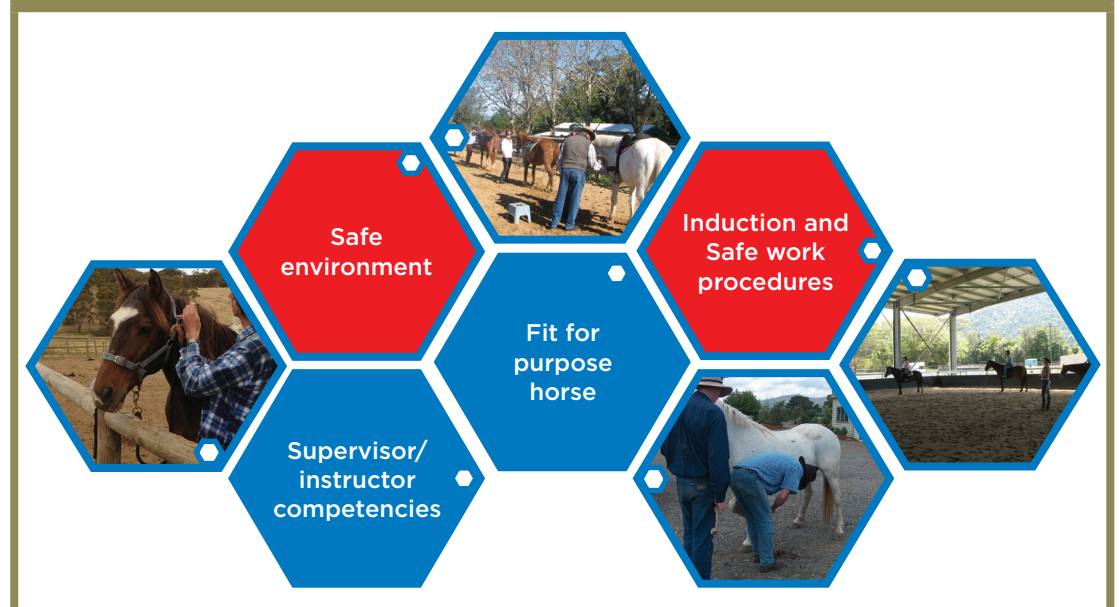 Safe
environment
Induction and
Safe work
procedures
Fit for
purpose
horse
Supervisor/
instructor
competencies